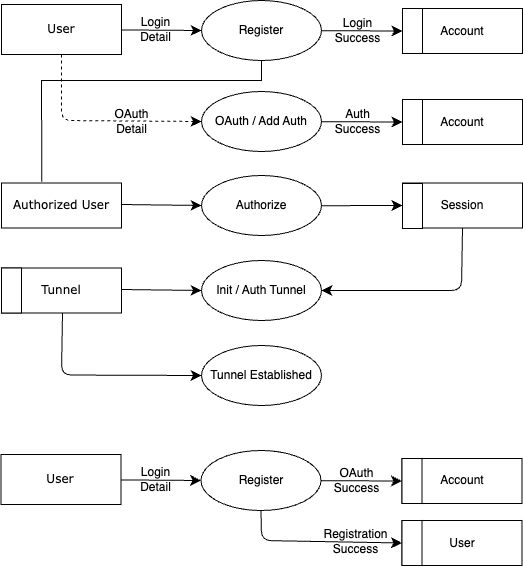 User
Login
Detail
Register
Login
Success
Account
OAuth
Detail
OAuth / Add Auth
Auth
Success
Account
Authorized User
Authorize
Session
Tunnel
Init / Auth Tunnel
Tunnel Established
User
Login
Detail
Register
OAuth
Success
Account
Registration
Success
User